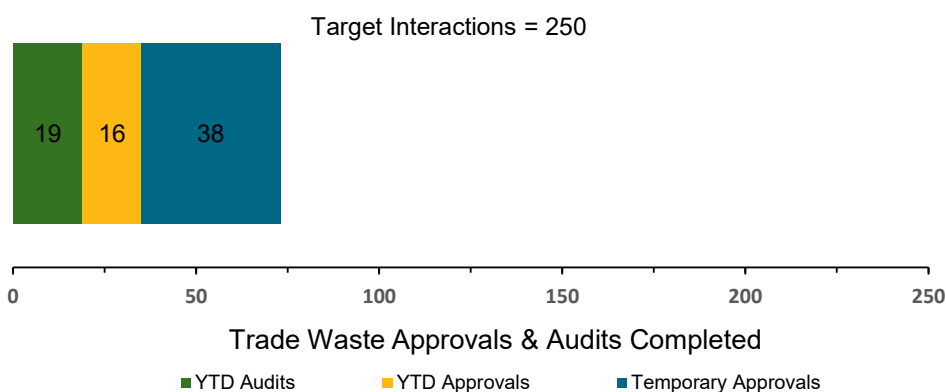 Target Interactions = 250
19 16 38
0 50 100 150 200 250
Trade Waste Approvals & Audits Completed
YTD Audits YTD Approvals Temporary Approvals